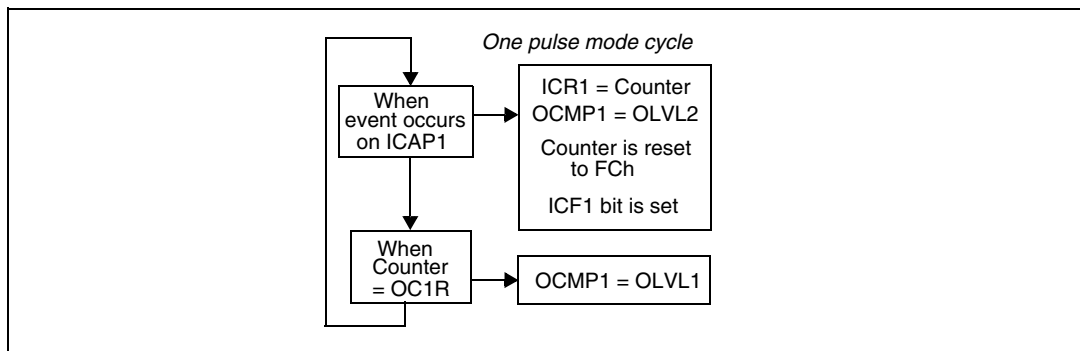 One pulse mode cycle
When
event occurs
on ICAP1
ICR1 = Counter
OCMP1 = OLVL2
Counter is reset
to FCh
ICF1 bit is set
When
Counter
= OC1R
OCMP1 = OLVL1